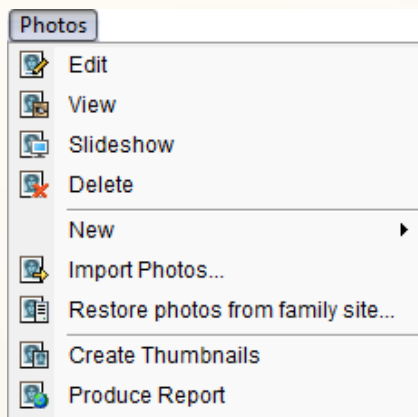 Photos
Edit
View
Slideshow
Delete
New
Import Photos...
Restore photos from family site...
Create Thumbnails
Produce Report